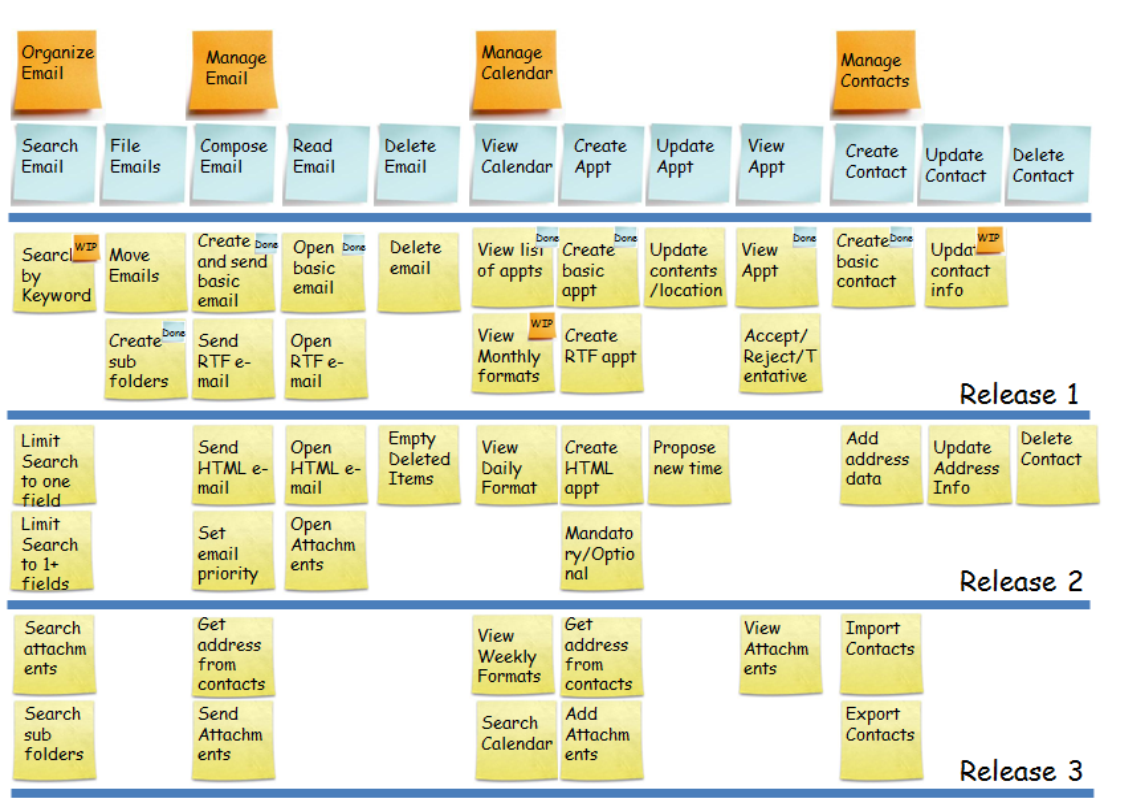 Organize
Email
Manage
Email
Manage
Calendar
Manage
Contacts
Search
Email
File
Emails
Compose
Email
Read
Email
Delete
Email
View
Calendar
Create
Appt
Update
Appt
View
Appt
Create
Contact
Update
Contact
Delete
Contact
Search
by
Keyword
WIP
Move
Emails
Create
and send
basic
email
Done
Open
basic
email
Done
Delete
email
View list
of appts
Done
Create
basic
appt
Done
Update
contents
/location
View
Appt
Done
Create
basic
contact
Done
Updat
contact
info
WIP
Create
sub
folders
Done
Send
RTF e-
mail
Open
RTF e-
mail
View
Monthly
formats
WIP
Create
RTF appt
Accept/
Reject/T
entative
Release 1
Limit
Search
to one
field
Send
HTML e-
mail
Open
HTML e-
mail
Empty
Deleted
Items
View
Daily
Format
Create
HTML
appt
Propose
new time
Add
address
data
Update
Address
Info
Delete
Contact
Limit
Search
to 1+
fields
Set
email
priority
Open
Attachm
ents
Mandato
ry/Optio
nal
Release 2
Search
attachm
ents
Get
address
from
contacts
View
Weekly
Formats
Get
address
from
contacts
View
Attachm
ents
Import
Contacts
Search
sub
folders
Send
Attachm
ents
Search
Calendar
Add
Attachm
ents
Export
Contacts
Release 3